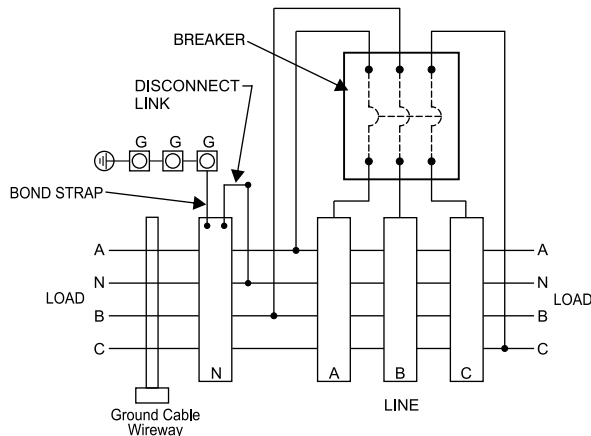 BREAKER
DISCONNECT
LINK
G G G
BOND STRAP
A A
N N
LOAD LOAD
B B
C C
N A B C
LINE
Ground Cable
Wireway